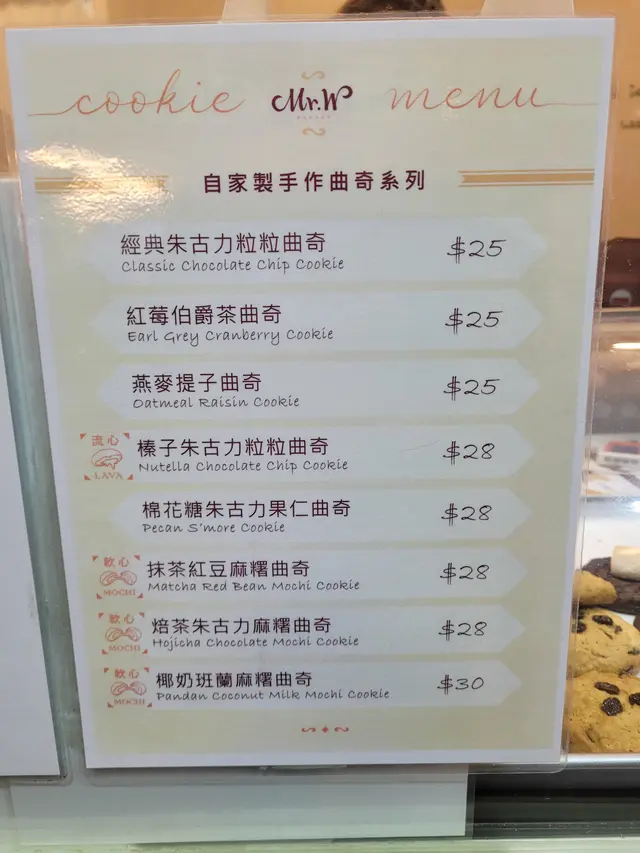 cookie Mr.W menu
BAKERY
自家製手作曲奇系列
經典朱古力粒粒曲奇 $25
Classic Chocolate Chip Cookie
紅莓伯爵茶曲奇 $25
Earl Grey Cranberry Cookie
燕麥提子曲奇 $25
Oatmeal Raisin Cookie
流心
LAVA
榛子朱古力粒粒曲奇 $28
Nutella Chocolate Chip Cookie
棉花糖朱古力果仁曲奇 $28
Pecan S'more Cookie
軟心
MOCHI
抹茶紅豆麻糬曲奇 $28
Matcha Red Bean Mochi Cookie
軟心
MOCHI
焙茶朱古力麻糬曲奇 $28
Hojicha Chocolate Mochi Cookie
軟心
MOCHI
椰奶班蘭麻糬曲奇 $30
Pandan Coconut Milk Mochi Cookie